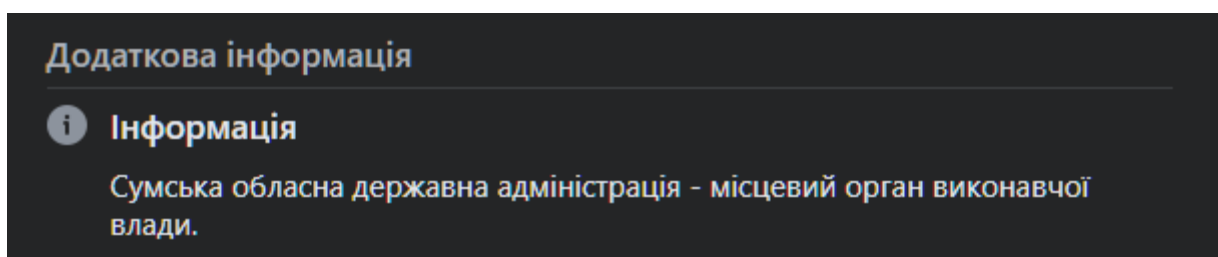 Додаткова інформація
Інформація
Сумська обласна державна адміністрація - місцевий орган виконавчої
влади.